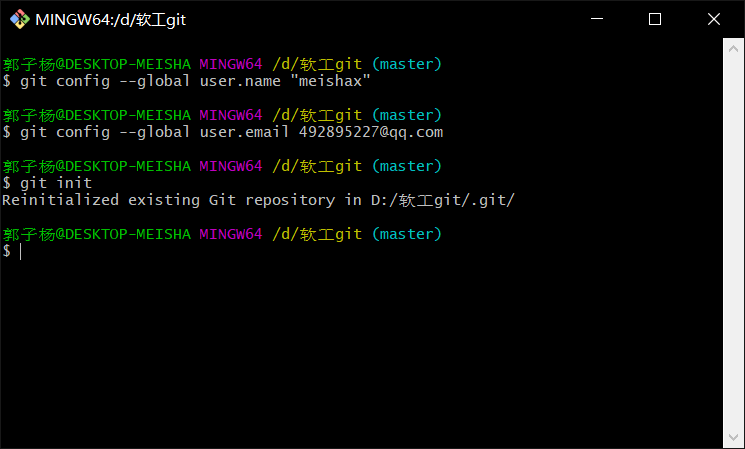 MINGW64:/d/软工git
郭子杨@DESKTOP-MEISHA MINGW64 /d/软工git (master)
$ git config --global user.name "meishax"
郭子杨@DESKTOP-MEISHA MINGW64 /d/软工git (master)
$ git config --global user.email 492895227@qq.com
郭子杨@DESKTOP-MEISHA MINGW64 /d/软工git (master)
$ git init
Reinitialized existing Git repository in D:/软工git/.git/
郭子杨@DESKTOP-MEISHA MINGW64 /d/软工git (master)
$